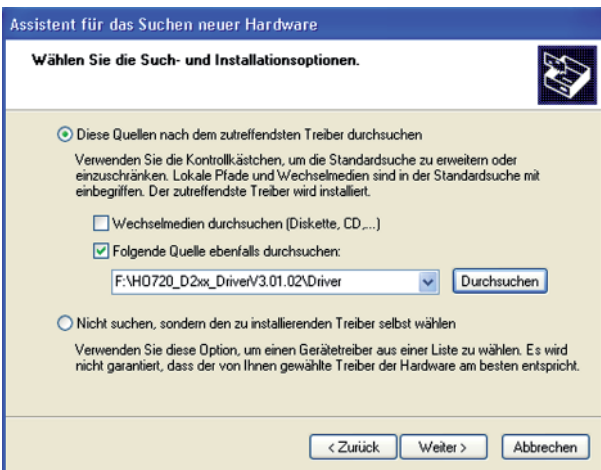 Assistent für das Suchen neuer Hardware
Wählen Sie die Such- und Installationsoptionen.
Diese Quellen nach dem zutreffendsten Treiber durchsuchen
Verwenden Sie die Kontrollkästchen, um die Standardsuche zu erweitern oder
einzuschränken. Lokale Pfade und Wechselmedien sind in der Standardsuche mit
einbegriffen. Der zutreffendste Treiber wird installiert.
Wechselmedien durchsuchen (Diskette, CD,...)
Folgende Quelle ebenfalls durchsuchen:
F:\HO720_D2xx_DriverV3.01.02\Driver Durchsuchen
Nicht suchen, sondern den zu installierenden Treiber selbst wählen
Verwenden Sie diese Option, um einen Gerätetreiber aus einer Liste zu wählen. Es wird
nicht garantiert, dass der von Ihnen gewählte Treiber der Hardware am besten entspricht.
< Zurück Weiter > Abbrechen